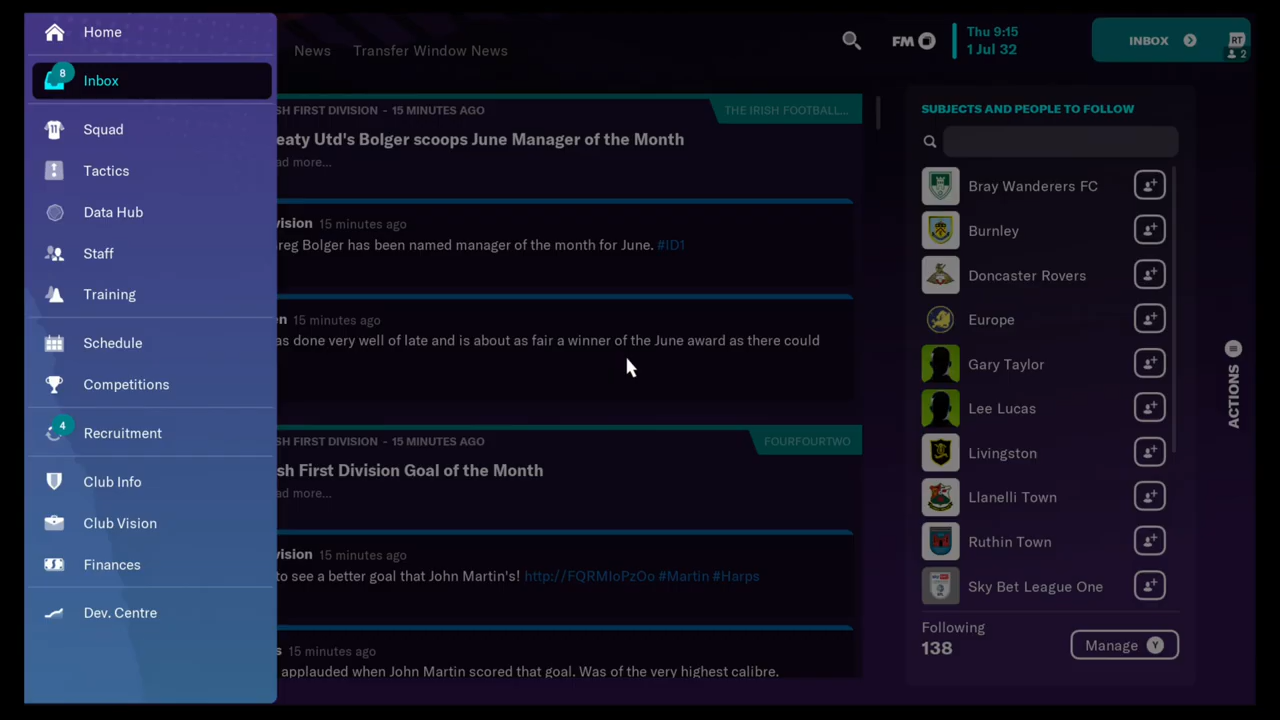 Home
8
Inbox
Squad
Tactics
Data Hub
Staff
Training
Schedule
Competitions
4
Recruitment
Club Info
Club Vision
Finances
Dev. Centre
News
Transfer Window News
FM
Thu 9:15
1 Jul 32
INBOX
RT
2
SH FIRST DIVISION - 15 MINUTES AGO
THE IRISH FOOTBALL...
eaty Utd's Bolger scoops June Manager of the Month
ad more...
vision 15 minutes ago
reg Bolger has been named manager of the month for June. #ID1
n 15 minutes ago
as done very well of late and is about as fair a winner of the June award as there could
SH FIRST DIVISION - 15 MINUTES AGO
FOURFOURTWO
sh First Division Goal of the Month
ad more...
vision 15 minutes ago
to see a better goal that John Martin's! http://FQRMIoPzOo #Martin #Harps
s 15 minutes ago
applauded when John Martin scored that goal. Was of the very highest calibre.
SUBJECTS AND PEOPLE TO FOLLOW
Bray Wanderers FC
Burnley
Doncaster Rovers
Europe
Gary Taylor
Lee Lucas
Livingston
Llanelli Town
Ruthin Town
Sky Bet League One
Following
138
Manage Y
ACTIONS